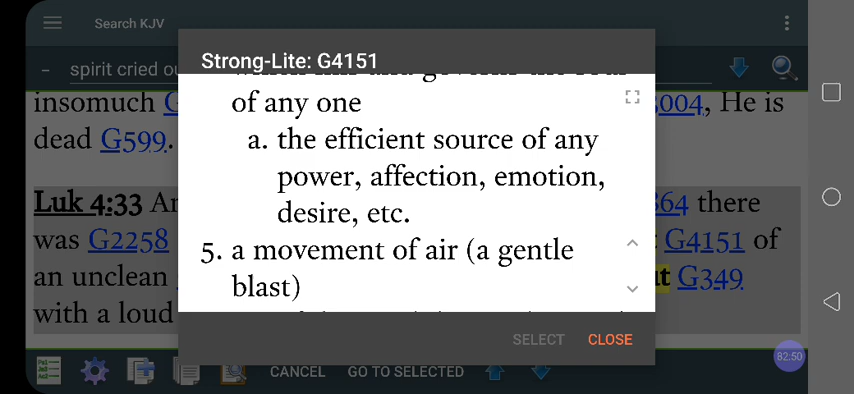 Search KJV
Strong-Lite: G4151
- spirit cried ou
of any one
a. the efficient source of any
power, affection, emotion,
desire, etc.
5. a movement of air (a gentle
blast)
SELECT CLOSE
insomuch G 004, He is
dead G599.
Luk 4:33 64 there
was G2258 G4151 of
an unclean t G349
with a loud
CANCEL GO TO SELECTED
82:50